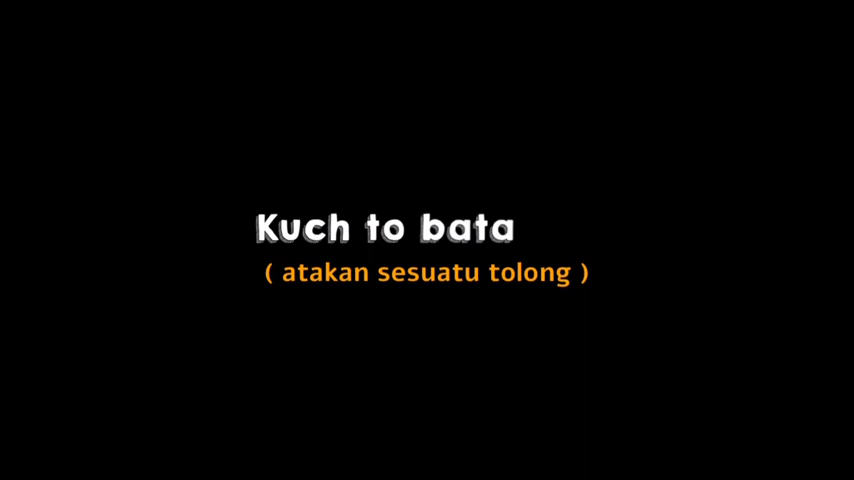 Kuch to bata
( atakan sesuatu tolong )